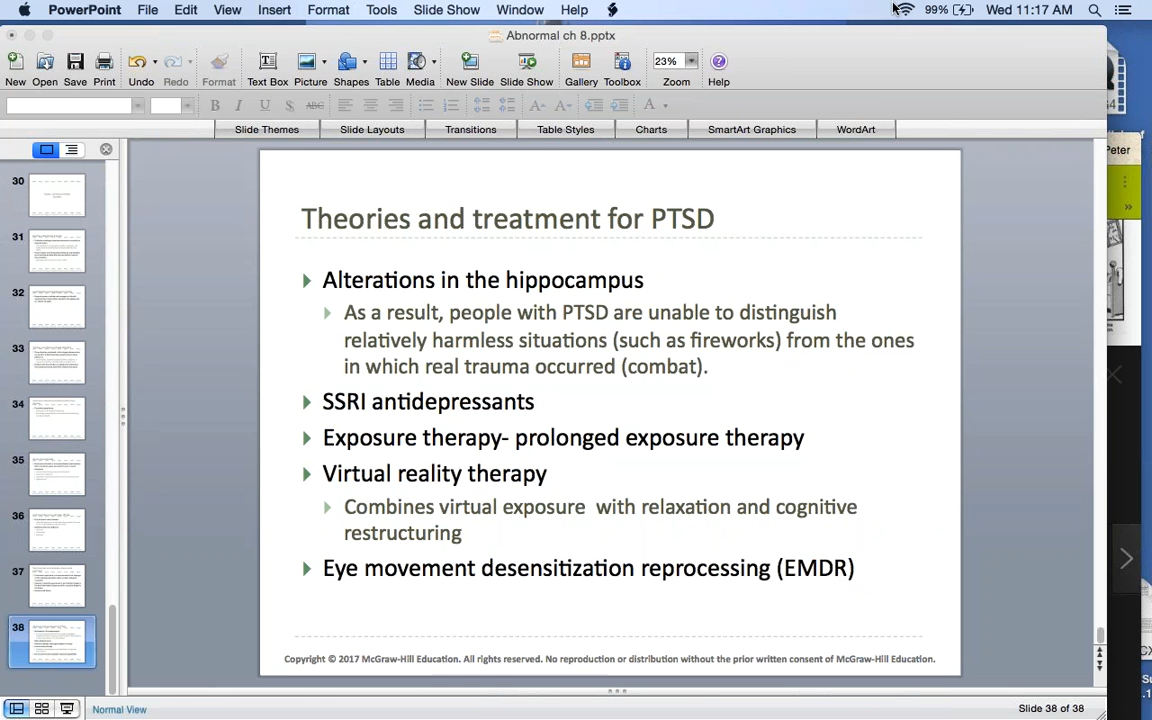 PowerPoint File Edit View Insert Format Tools Slide Show Window Help 99% Wed 11:17 AM
Abnormal ch 8.pptx
New Open Save Print Undo Redo Format Text Box Picture Shapes Table Media New Slide Slide Show Gallery Toolbox 23% Zoom Help
B I U S ABC A A A
Slide Themes Slide Layouts Transitions Table Styles Charts SmartArt Graphics WordArt
Peter
30
31
32
33
34
35
36
37
38
Theories and treatment for PTSD
Alterations in the hippocampus
As a result, people with PTSD are unable to distinguish
relatively harmless situations (such as fireworks) from the ones
in which real trauma occurred (combat).
SSRI antidepressants
Exposure therapy- prolonged exposure therapy
Virtual reality therapy
Combines virtual exposure  with relaxation and cognitive
restructuring
Eye movement desensitization reprocessing (EMDR)
Copyright © 2017 McGraw-Hill Education. All rights reserved. No reproduction or distribution without the prior written consent of McGraw-Hill Education.
Normal View Slide 38 of 38